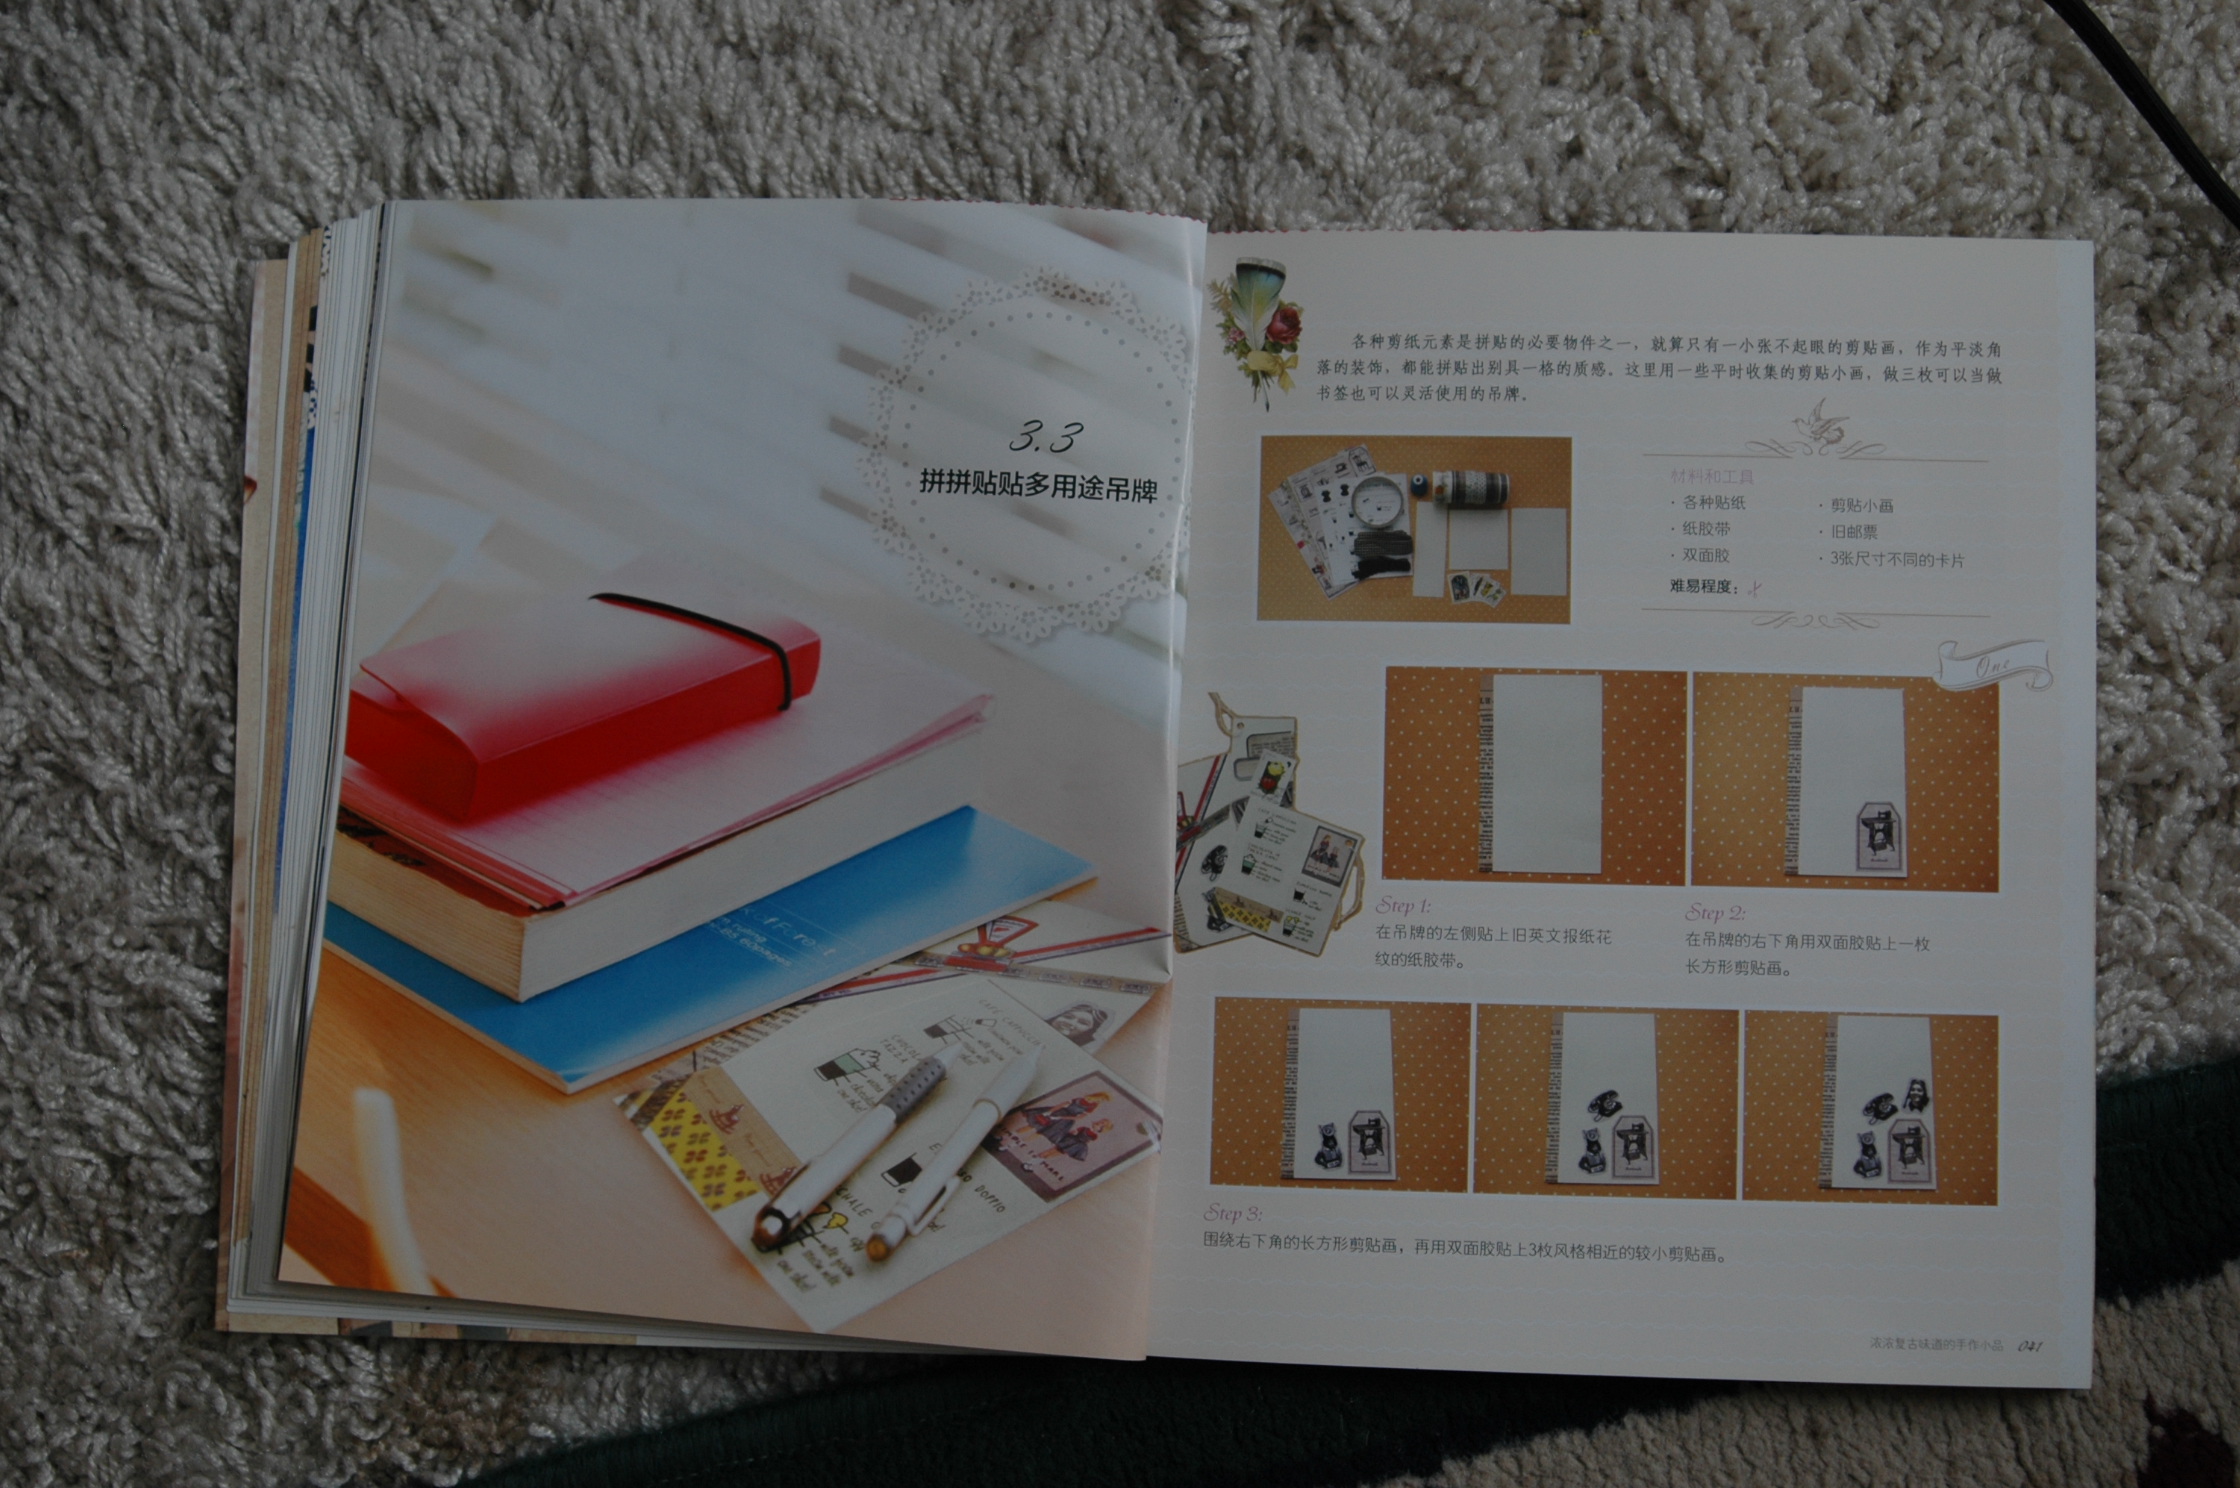 3.3
拼拼贴贴多用途吊牌
各种剪纸元素是拼贴的必要物件之一，就算只有一小张不起眼的剪贴画，作为平淡角
落的装饰，都能拼贴出别具一格的质感。这里用一些平时收集的剪贴小画，做三枚可以当做
书签也可以灵活使用的吊牌。
材料和工具
· 各种贴纸
· 纸胶带
· 双面胶
· 剪贴小画
· 旧邮票
· 3张尺寸不同的卡片
难易程度：
One
Step 1:
在吊牌的左侧贴上旧英文报纸花
纹的纸胶带。
Step 2:
在吊牌的右下角用双面胶贴上一枚
长方形剪贴画。
Step 3:
围绕右下角的长方形剪贴画，再用双面胶贴上3枚风格相近的较小剪贴画。
浓浓复古味道的手作小品 041